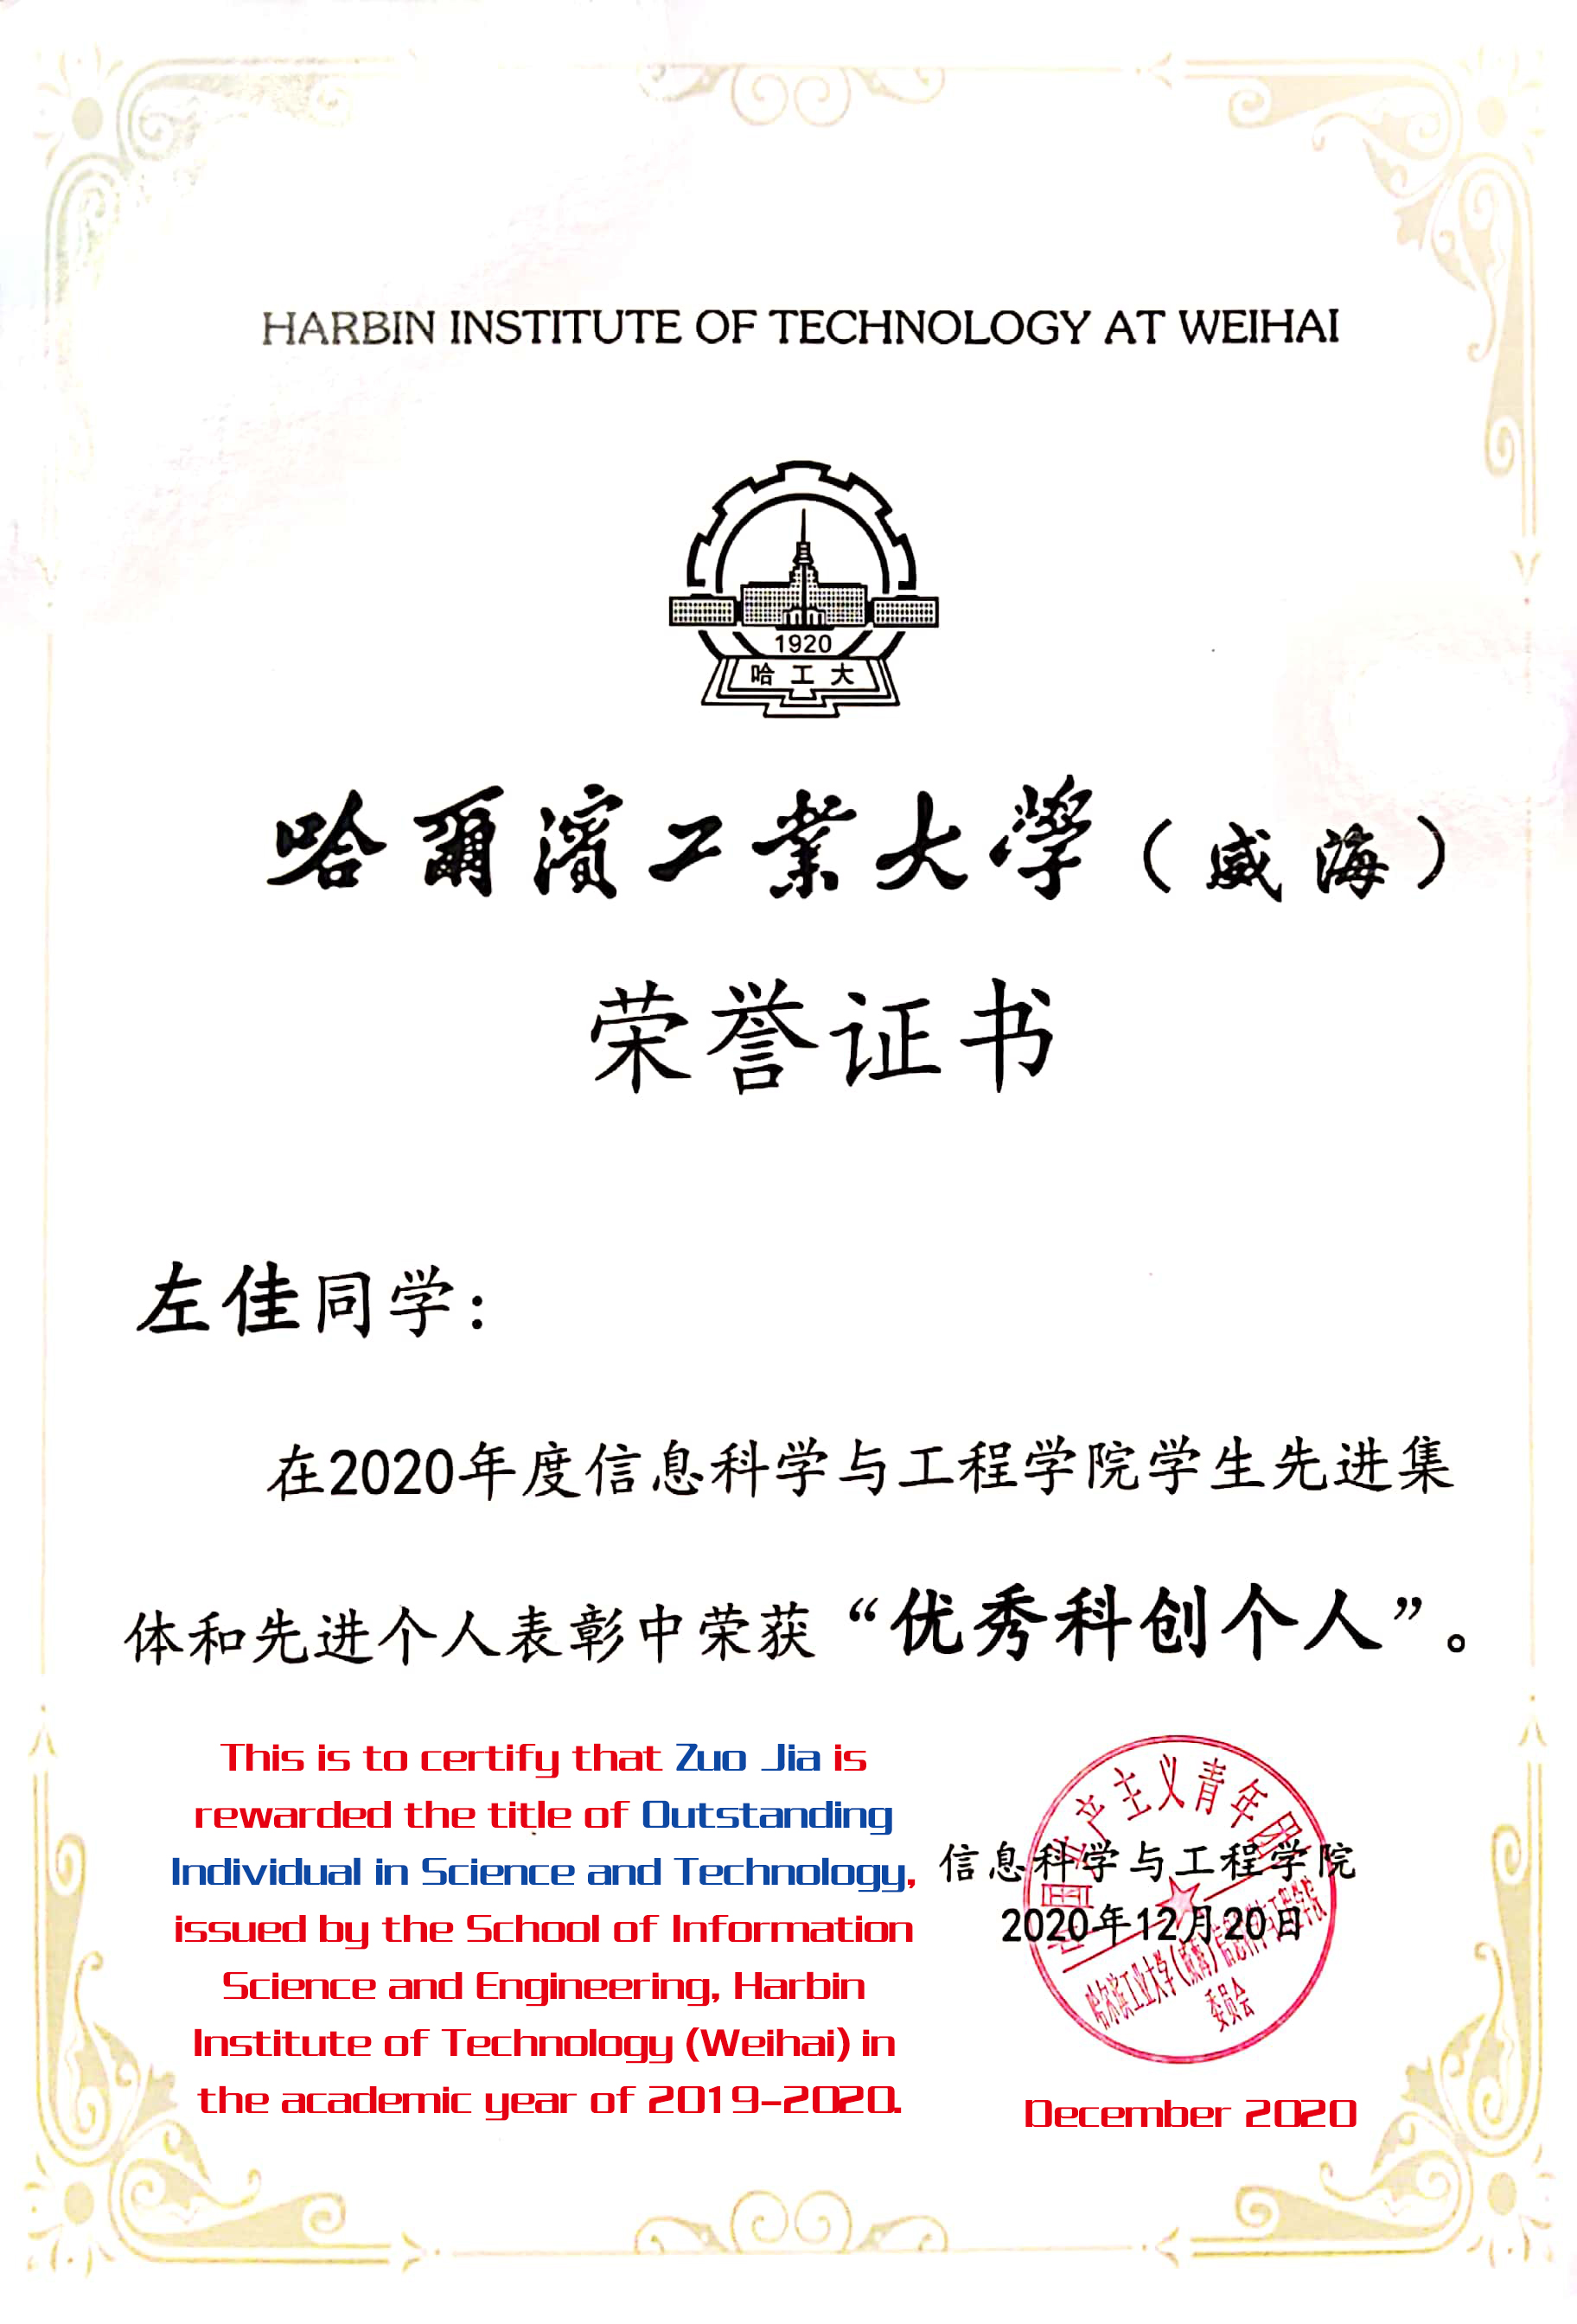 HARBIN INSTITUTE OF TECHNOLOGY AT WEIHAI
1920
哈工大
哈爾濱工業大學（威海）
荣誉证书
左佳同学：
在2020年度信息科学与工程学院学生先进集
体和先进个人表彰中荣获“优秀科创个人”。
This is to certify that Zuo Jia is
rewarded the title of Outstanding
Individual in Science and Technology,
issued by the School of Information
Science and Engineering, Harbin
Institute of Technology (Weihai) in
the academic year of 2019-2020.
国共产主义青年团
信息科学与工程学院
2020年12月20日
哈尔滨工业大学(威海)信息科学与工程学院
委员会
December 2020